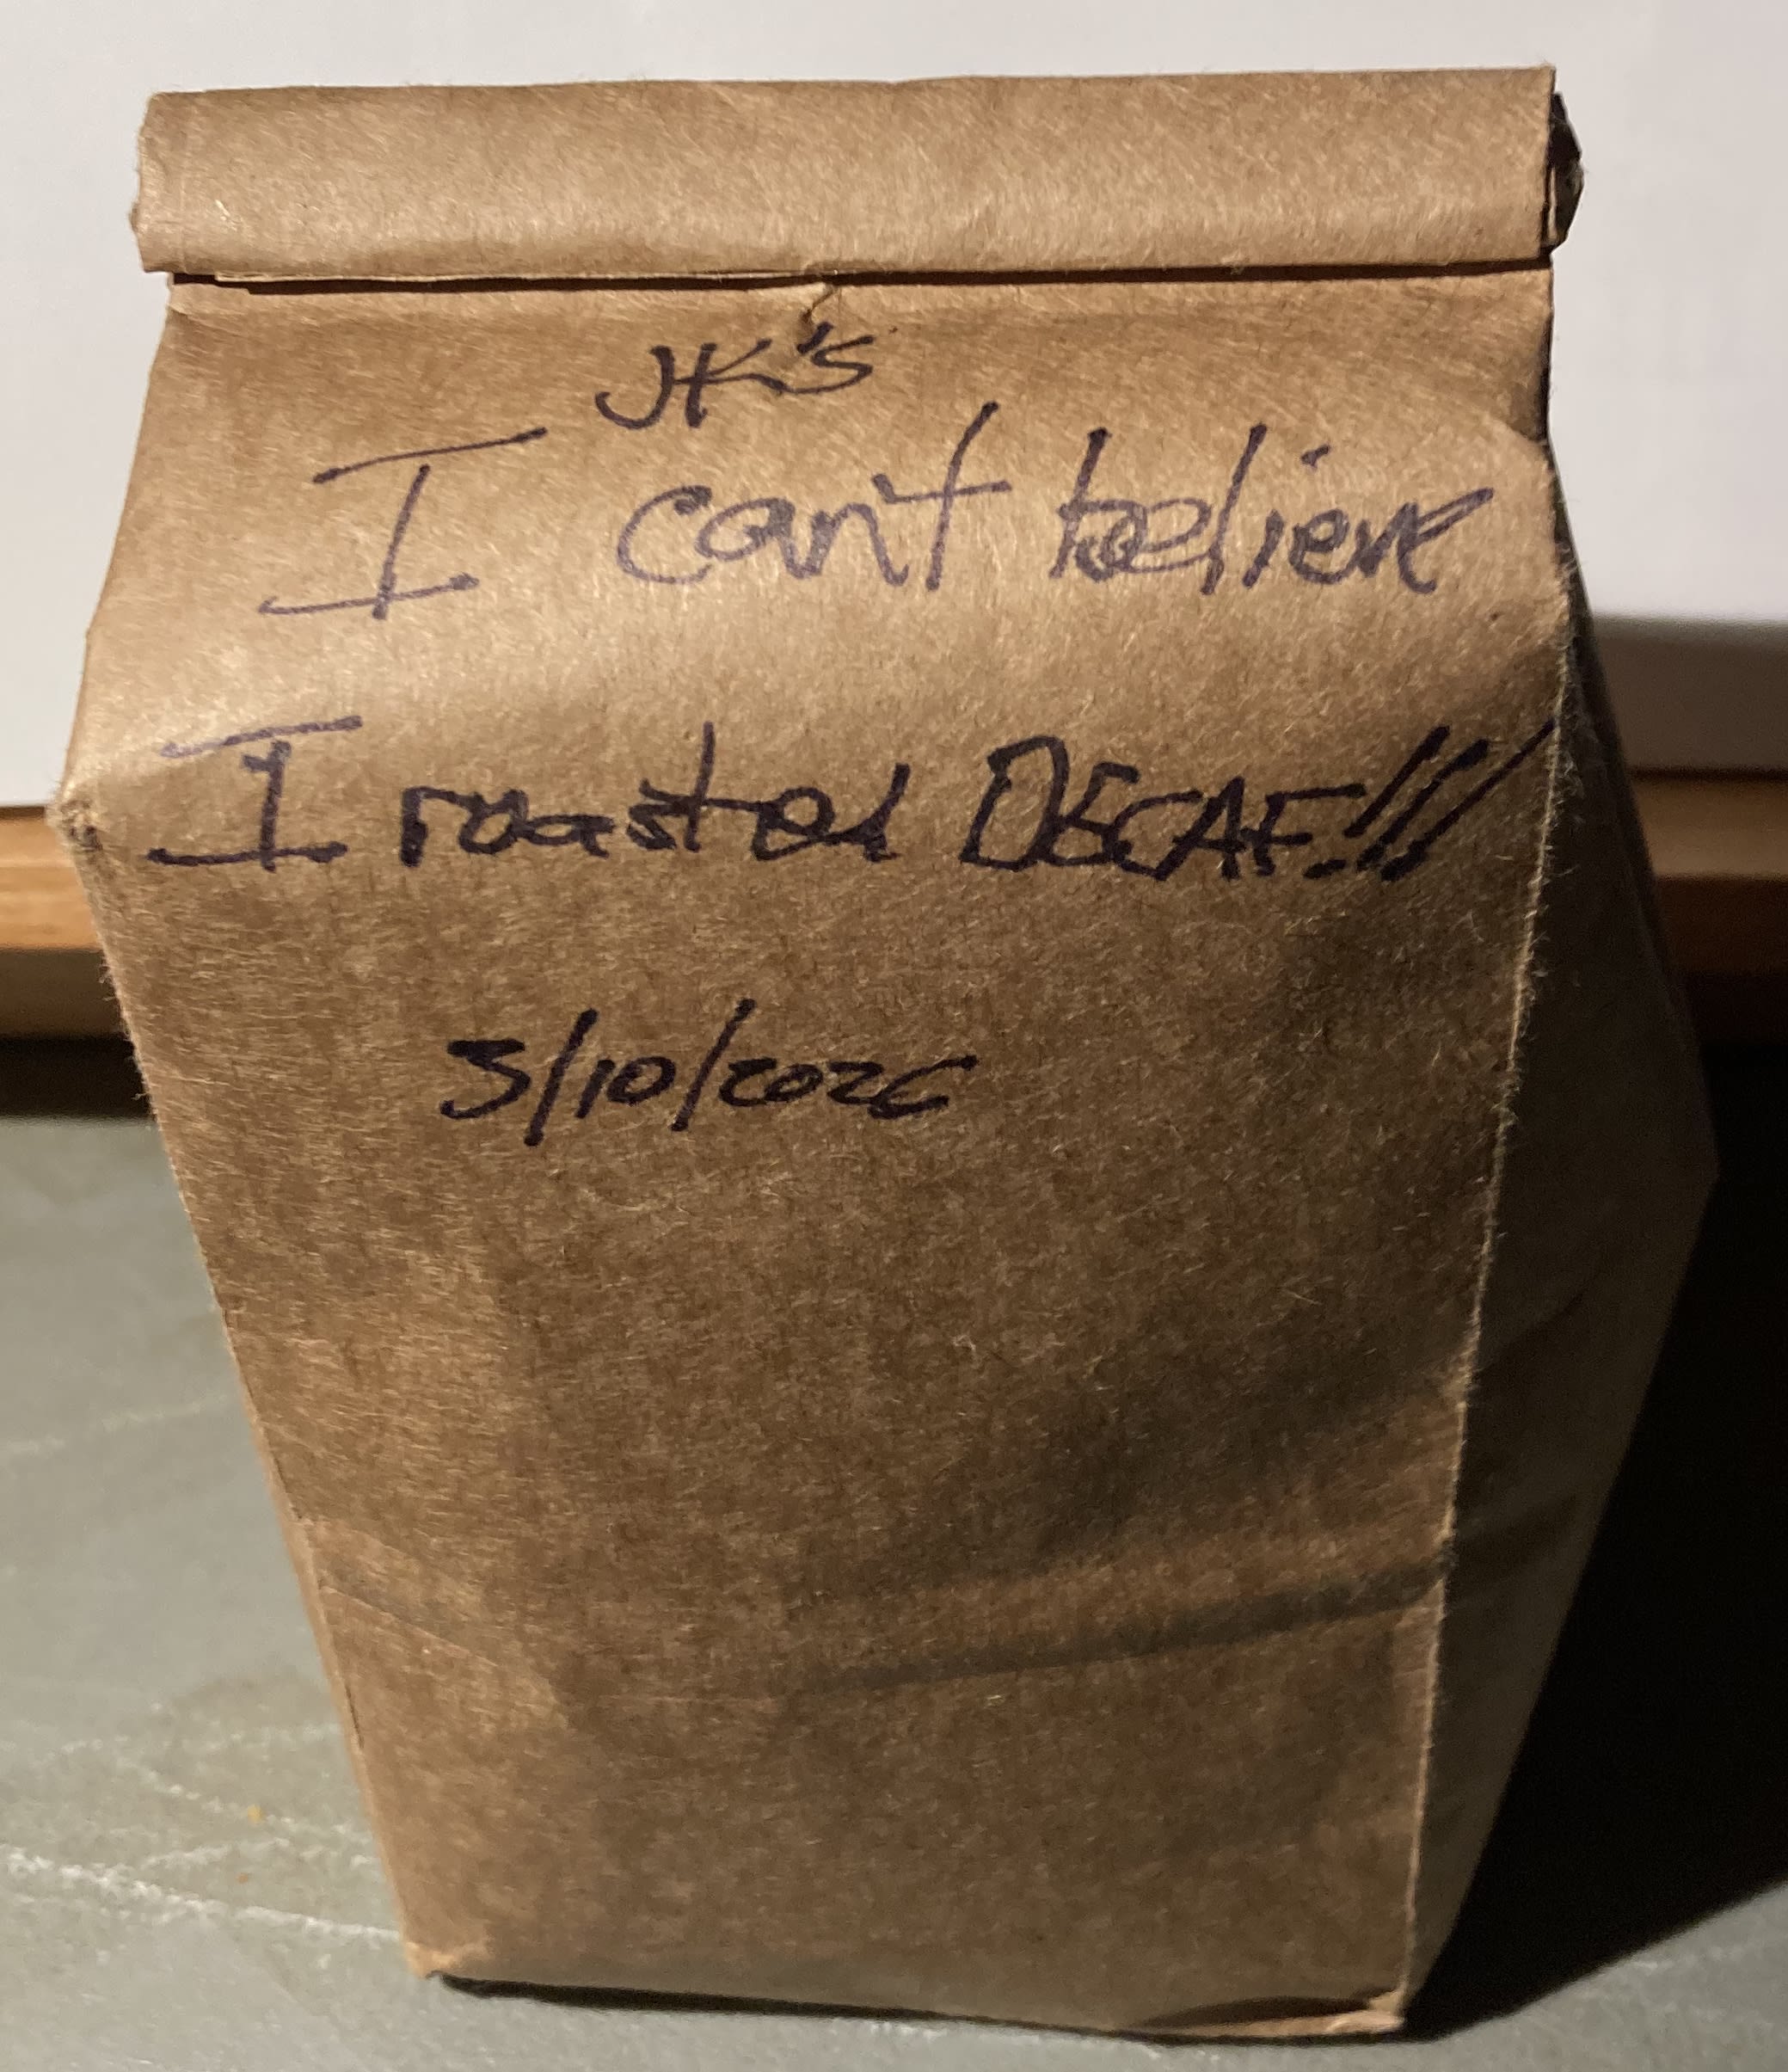 JK's
I can't believe
I roasted DECAF!!!
3/10/2026